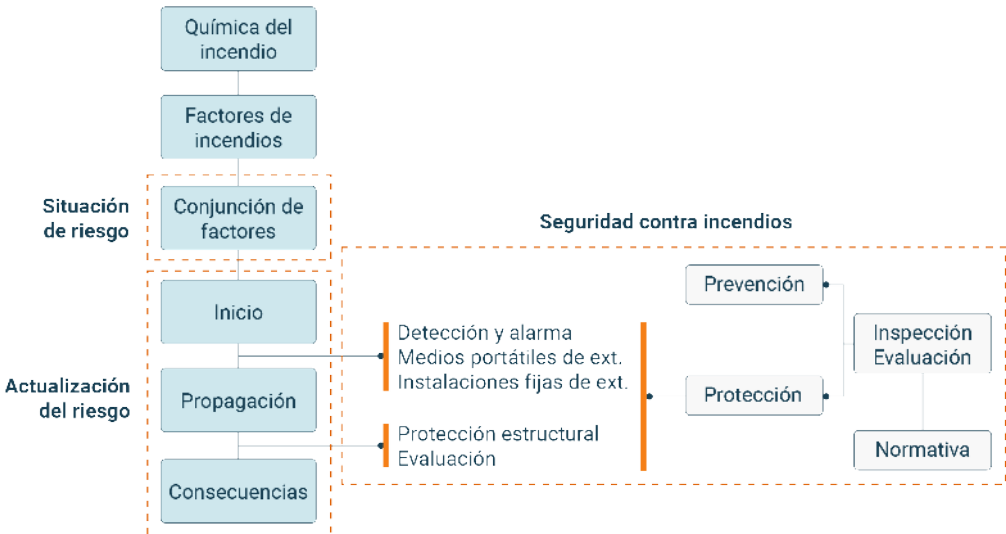 Química del
incendio
Factores de
incendios
Situación
de riesgo
Conjunción de
factores
Seguridad contra incendios
Inicio
Prevención
Detección y alarma
Medios portátiles de ext.
Instalaciones fijas de ext.
Inspección
Evaluación
Actualización
del riesgo
Propagación
Protección
Protección estructural
Evaluación
Normativa
Consecuencias